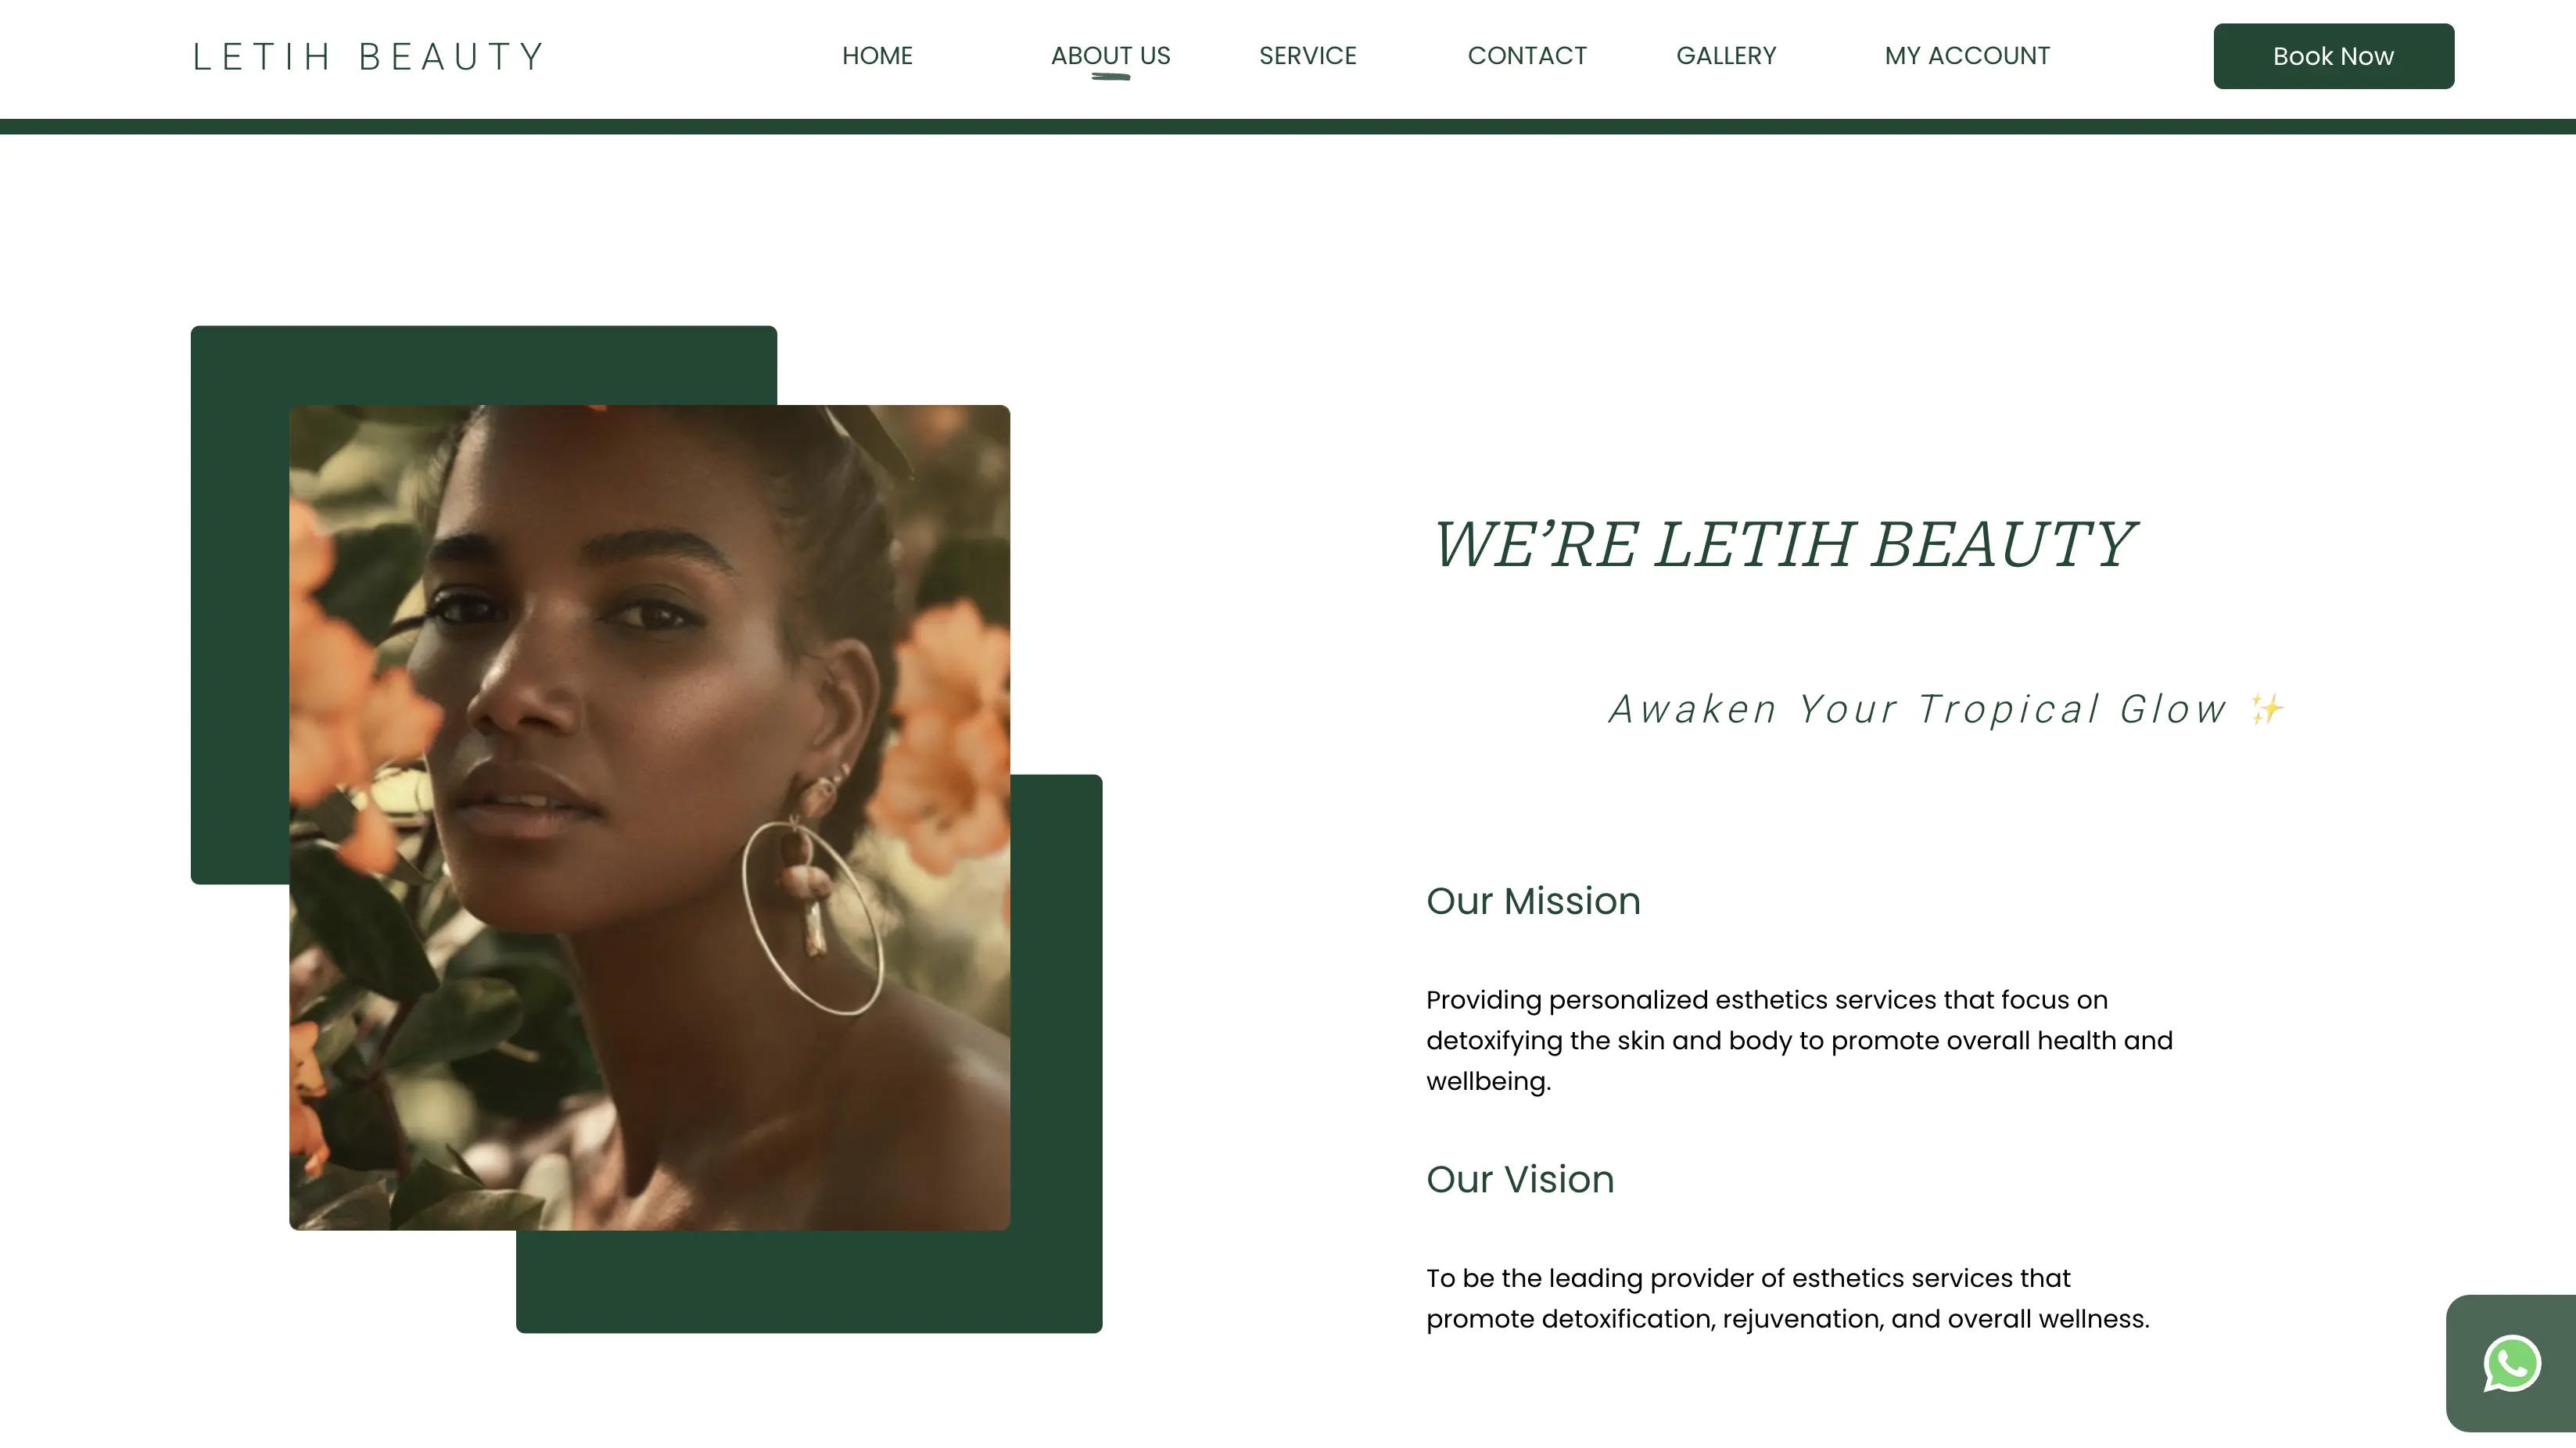 LETIH BEAUTY
HOME
ABOUT US
SERVICE
CONTACT
GALLERY
MY ACCOUNT
Book Now
WE’RE LETIH BEAUTY
Awaken Your Tropical Glow ✨
Our Mission
Providing personalized esthetics services that focus on
detoxifying the skin and body to promote overall health and
wellbeing.
Our Vision
To be the leading provider of esthetics services that
promote detoxification, rejuvenation, and overall wellness.